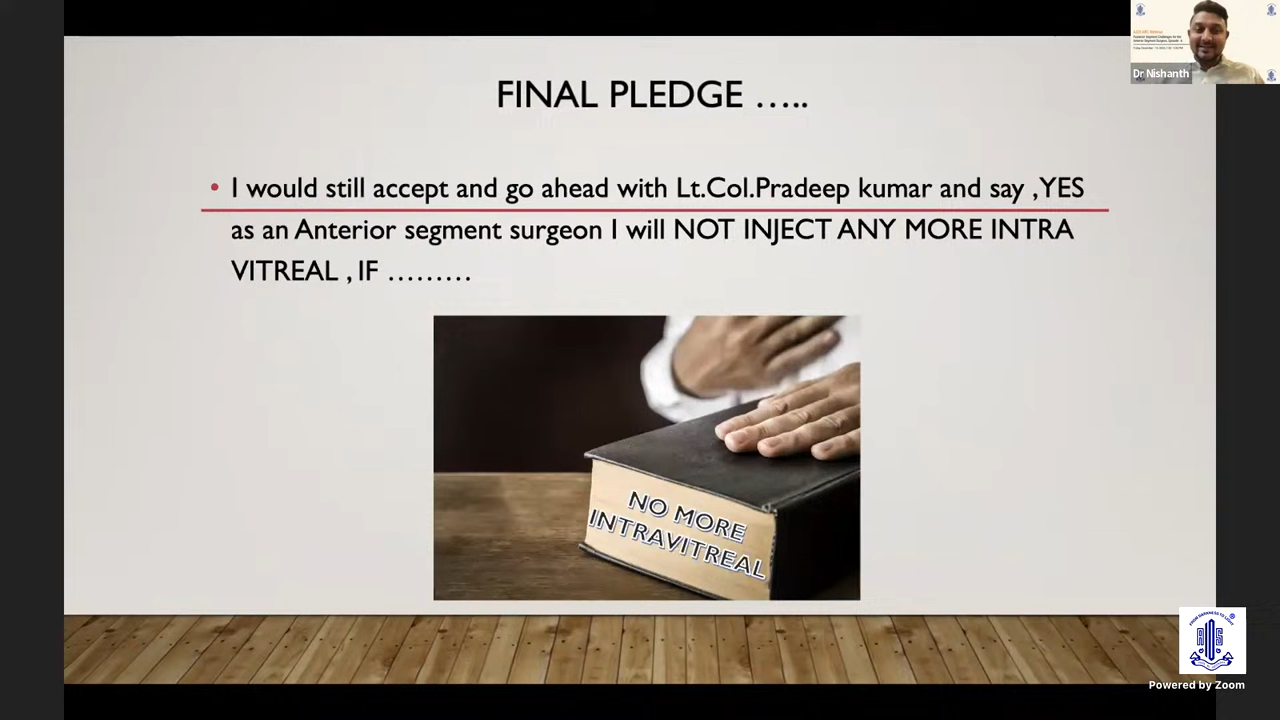 FINAL PLEDGE .....
• I would still accept and go ahead with Lt.Col.Pradeep kumar and say ,YES
as an Anterior segment surgeon I will NOT INJECT ANY MORE INTRA
VITREAL , IF .........
NO MORE
INTRAVITREAL
Dr Nishanth
Powered by Zoom